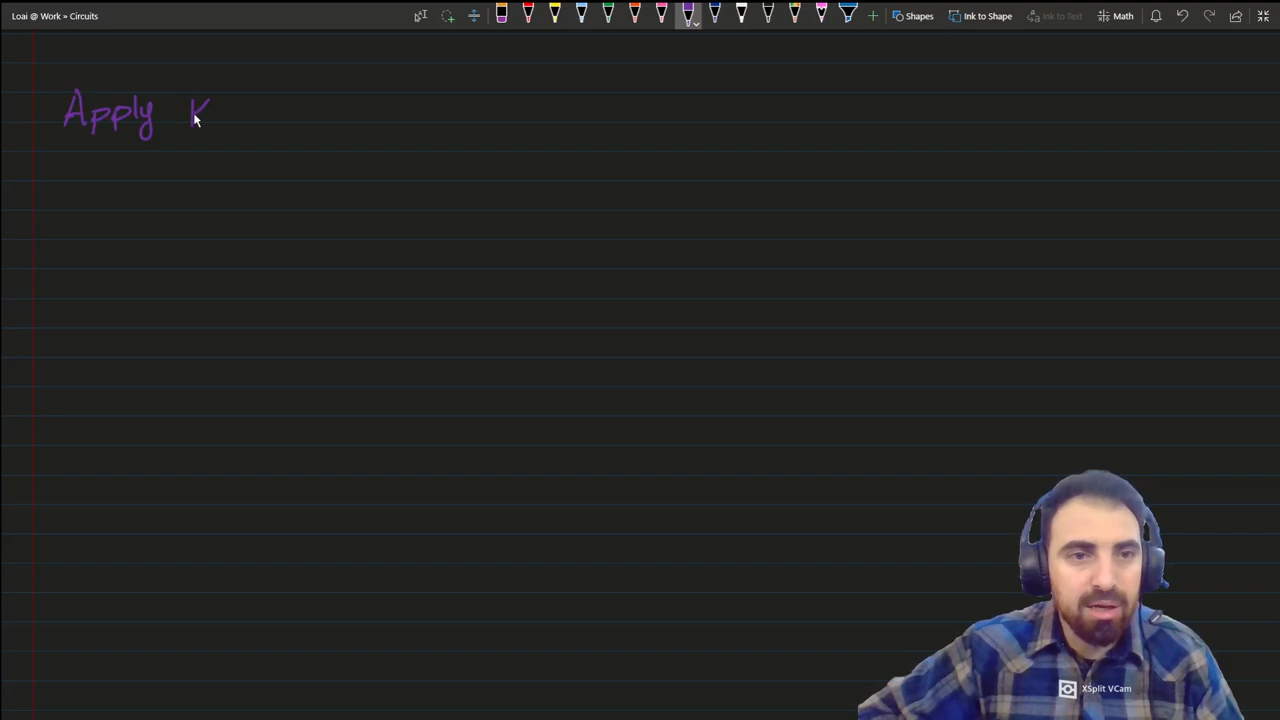 Loai @ Work » Circuits
Shapes
Ink to Shape
Ink to Text
Math
Apply K
XSplit VCam